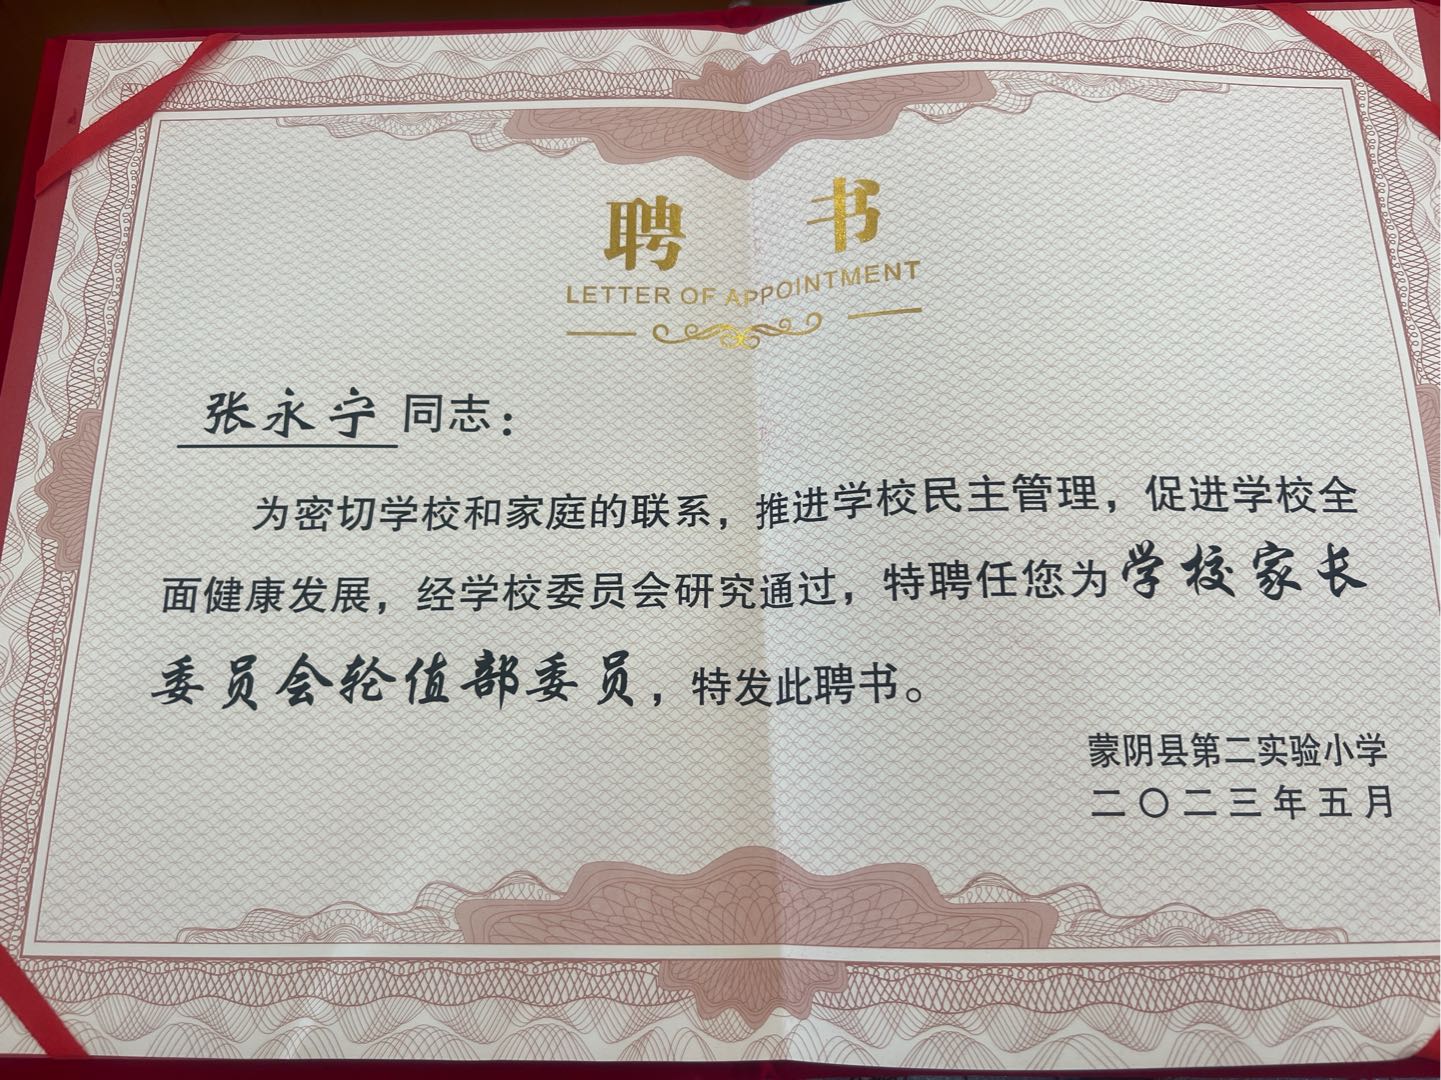 聘 书
LETTER OF APPOINTMENT
张永宁同志：
为密切学校和家庭的联系，推进学校民主管理，促进学校全
面健康发展，经学校委员会研究通过，特聘任您为学校家长
委员会轮值部委员，特发此聘书。
蒙阴县第二实验小学
二〇二三年五月